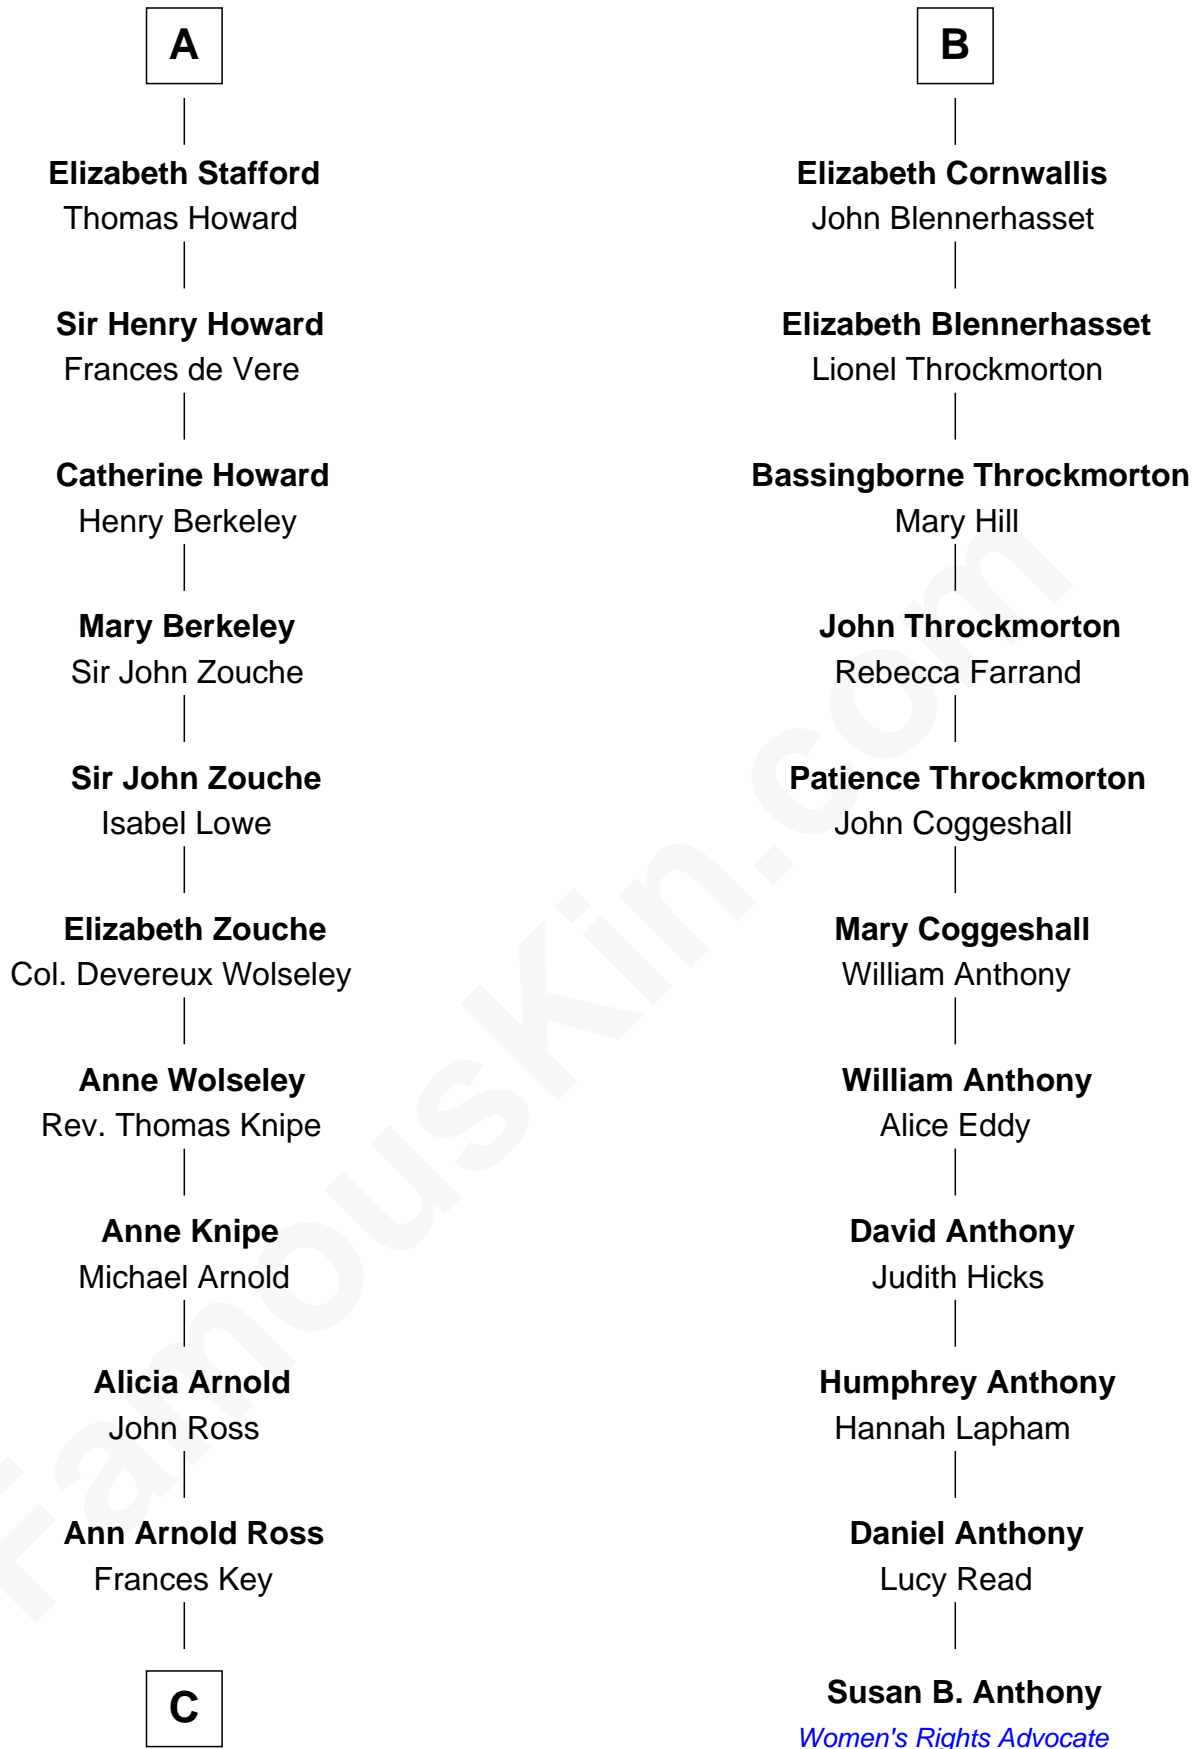 A
Elizabeth Stafford
Thomas Howard
Sir Henry Howard
Frances de Vere
Catherine Howard
Henry Berkeley
Mary Berkeley
Sir John Zouche
Sir John Zouche
Isabel Lowe
Elizabeth Zouche
Col. Devereux Wolseley
Anne Wolseley
Rev. Thomas Knipe
Anne Knipe
Michael Arnold
Alicia Arnold
John Ross
Ann Arnold Ross
Frances Key
C
B
Elizabeth Cornwallis
John Blennerhasset
Elizabeth Blennerhasset
Lionel Throckmorton
Bassingborne Throckmorton
Mary Hill
John Throckmorton
Rebecca Farrand
Patience Throckmorton
John Coggeshall
Mary Coggeshall
William Anthony
William Anthony
Alice Eddy
David Anthony
Judith Hicks
Humphrey Anthony
Hannah Lapham
Daniel Anthony
Lucy Read
Susan B. Anthony
Women's Rights Advocate
FamousKin.com